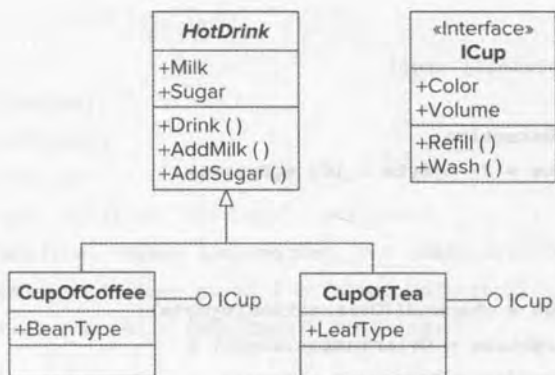 HotDrink
+Milk
+Sugar
+Drink ( )
+AddMilk ( )
+AddSugar ( )
«Interface»
ICup
+Color
+Volume
+Refill ( )
+Wash ( )
CupOfCoffee
+BeanType
ICup
CupOfTea
+LeafType
ICup